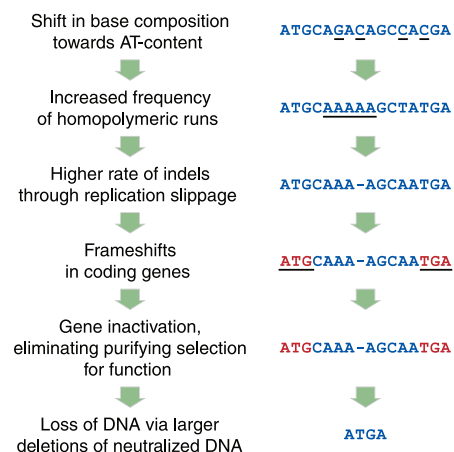 Shift in base composition
towards AT-content
ATGCAGACAGCCACGA
Increased frequency
of homopolymeric runs
ATGCAAAAAGCTATGA
Higher rate of indels
through replication slippage
ATGCAAA-AGCAATGA
Frameshifts
in coding genes
ATGCAAA-AGCAATGA
Gene inactivation,
eliminating purifying selection
for function
ATGCAAA-AGCAATGA
Loss of DNA via larger
deletions of neutralized DNA
ATGA